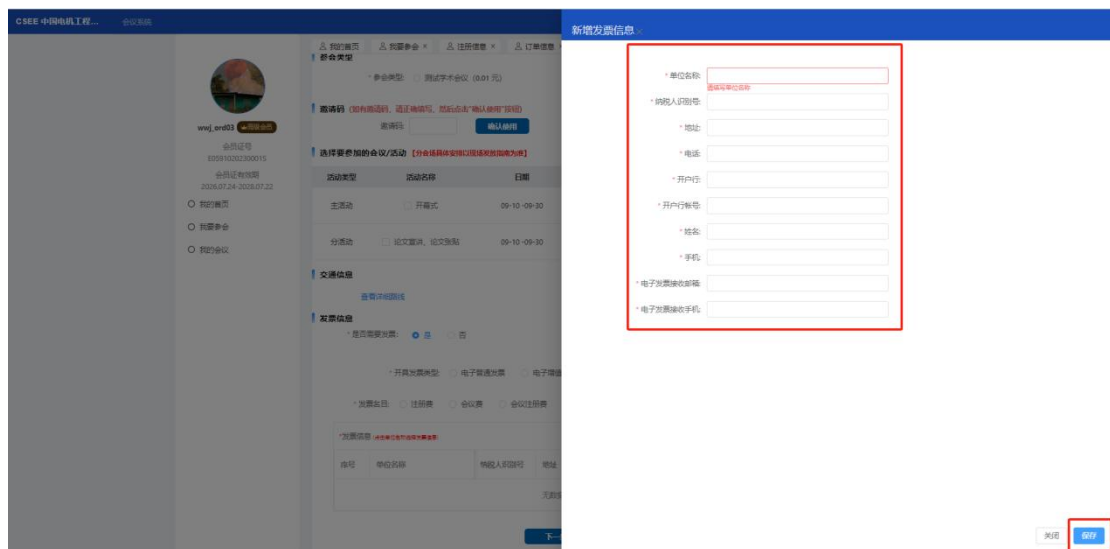 CSEE 中国电机工程... 会议系统
新增发票信息 ×
我的首页 我要参会 × 注册信息 × 订单信息
参会类型
*参会类型: 测试学术会议 (0.01 元)
邀请码 (如有邀请码, 请正确填写, 然后点击"确认使用"按钮)
邀请码: 确认使用
wwj_erd03
会员证号
会员证有效期
2026.07.24-2028.07.22
我的首页
我要参会
我的会议
选择要参加的会议/活动 【分会场具体安排以现场发放指南为准】
活动类型 活动名称 日期
主活动 开幕式 09-10 -09-30
分活动 论文宣讲、论文张贴 09-10 -09-30
交通信息
查看详细路线
发票信息
*是否需要发票: 是 否
*开具发票类型: 电子普通发票 电子增值
*发票名目: 注册费 会议费 会议注册费
*发票信息
序号 单位名称 纳税人识别号 地址
无数据
下一
*单位名称:
请填写单位名称
*纳税人识别号:
*地址:
*电话:
*开户行:
*开户行帐号:
*姓名:
*手机:
*电子发票接收邮箱:
*电子发票接收手机:
关闭 保存